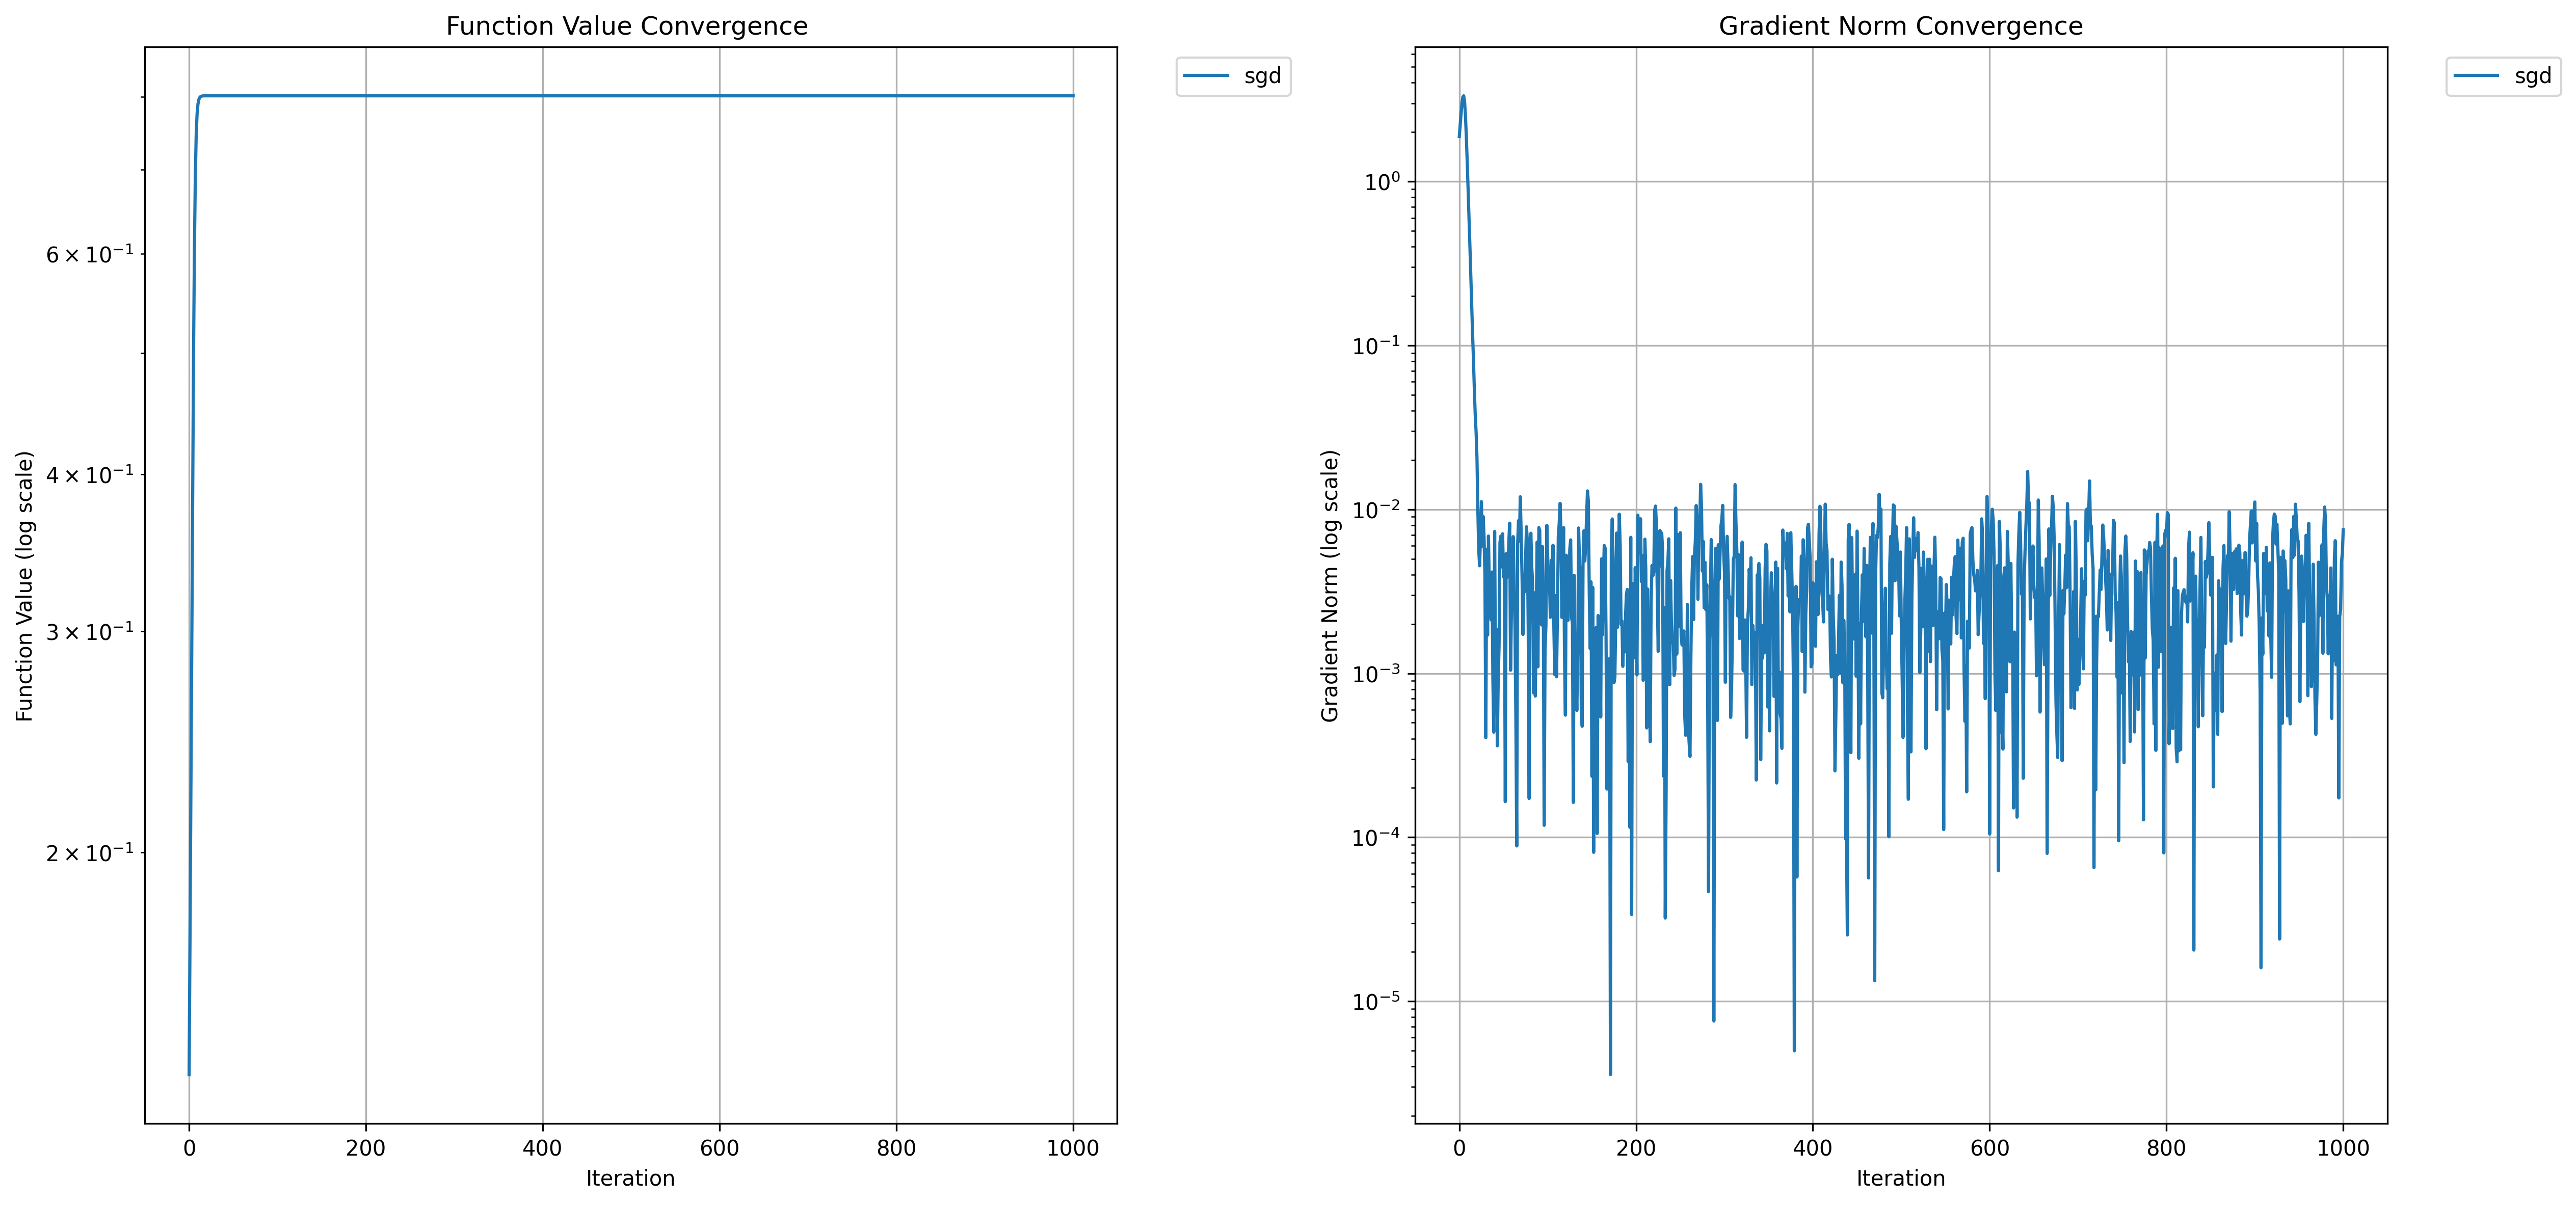 Function Value Convergence
sgd
6 × 10⁻¹
4 × 10⁻¹
3 × 10⁻¹
2 × 10⁻¹
Function Value (log scale)
0 200 400 600 800 1000
Iteration
Gradient Norm Convergence
sgd
10⁰
10⁻¹
10⁻²
10⁻³
10⁻⁴
10⁻⁵
Gradient Norm (log scale)
0 200 400 600 800 1000
Iteration